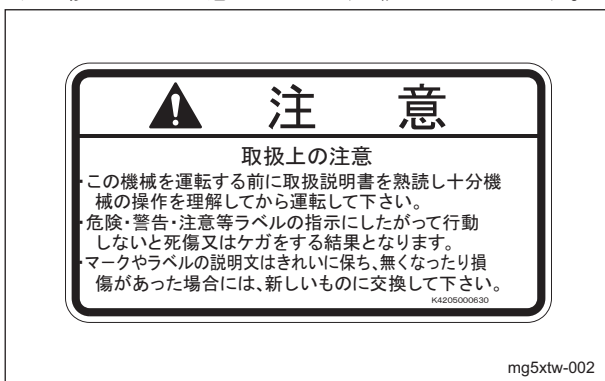 注 意
取扱上の注意
・この機械を運転する前に取扱説明書を熟読し十分機
械の操作を理解してから運転して下さい。
・危険・警告・注意等ラベルの指示にしたがって行動
しないと死傷又はケガをする結果となります。
・マークやラベルの説明文はきれいに保ち、無くなったり損
傷があった場合には、新しいものに交換して下さい。
K4205000630
mg5xtw-002